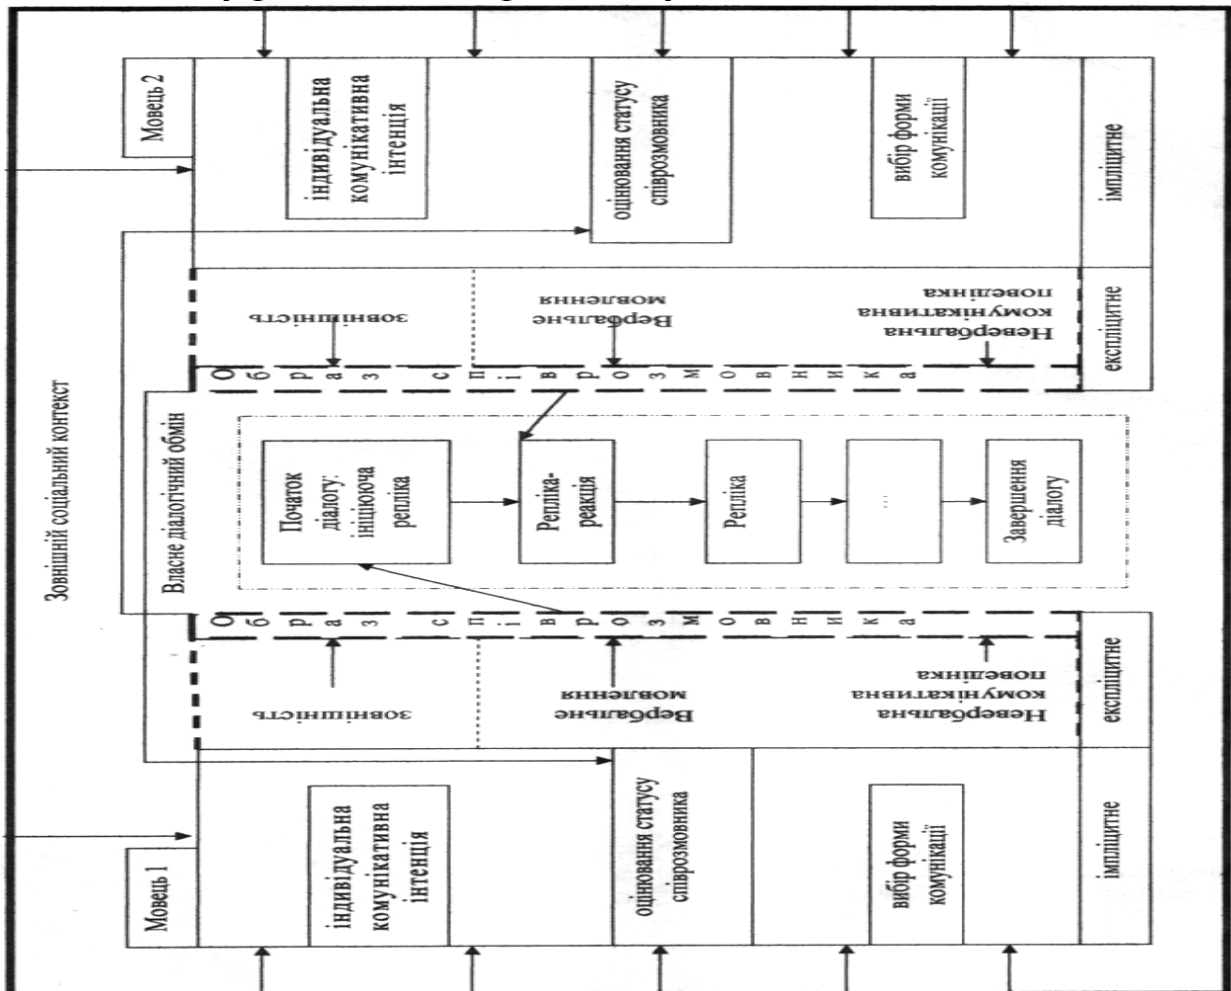 Зовнішній соціальний контекст
Мовець 1
Власне діалогічний обмін
Мовець 2
індивідуальна
комунікативна
інтенція
зовнішність
Образ співрозмовника
Початок
діалогу:
ініціююча
репліка
Образ співрозмовника
зовнішність
індивідуальна
комунікативна
інтенція
оцінювання статусу
співрозмовника
Вербальне
мовлення
Репліка-
реакція
Вербальне
мовлення
оцінювання статусу
співрозмовника
Репліка
...
вибір форми
комунікації
Невербальна
комунікативна
поведінка
Завершення
діалогу
Невербальна
комунікативна
поведінка
вибір форми
комунікації
імпліцитне
експліцитне
експліцитне
імпліцитне